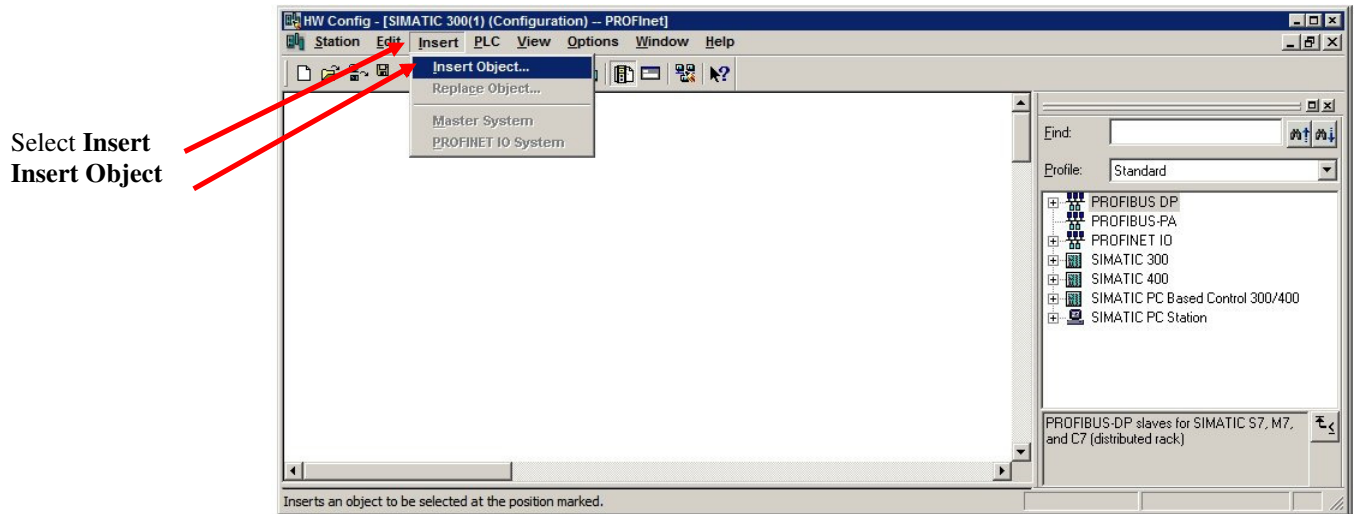 HW Config - [SIMATIC 300(1) (Configuration) -- PROFInet]
Station Edit Insert PLC View Options Window Help
Insert Object...
Replace Object...
Master System
PROFINET IO System
Select Insert
Insert Object
Find:
Profile: Standard
PROFIBUS DP
PROFIBUS-PA
PROFINET IO
SIMATIC 300
SIMATIC 400
SIMATIC PC Based Control 300/400
SIMATIC PC Station
PROFIBUS-DP slaves for SIMATIC S7, M7,
and C7 (distributed rack)
Inserts an object to be selected at the position marked.